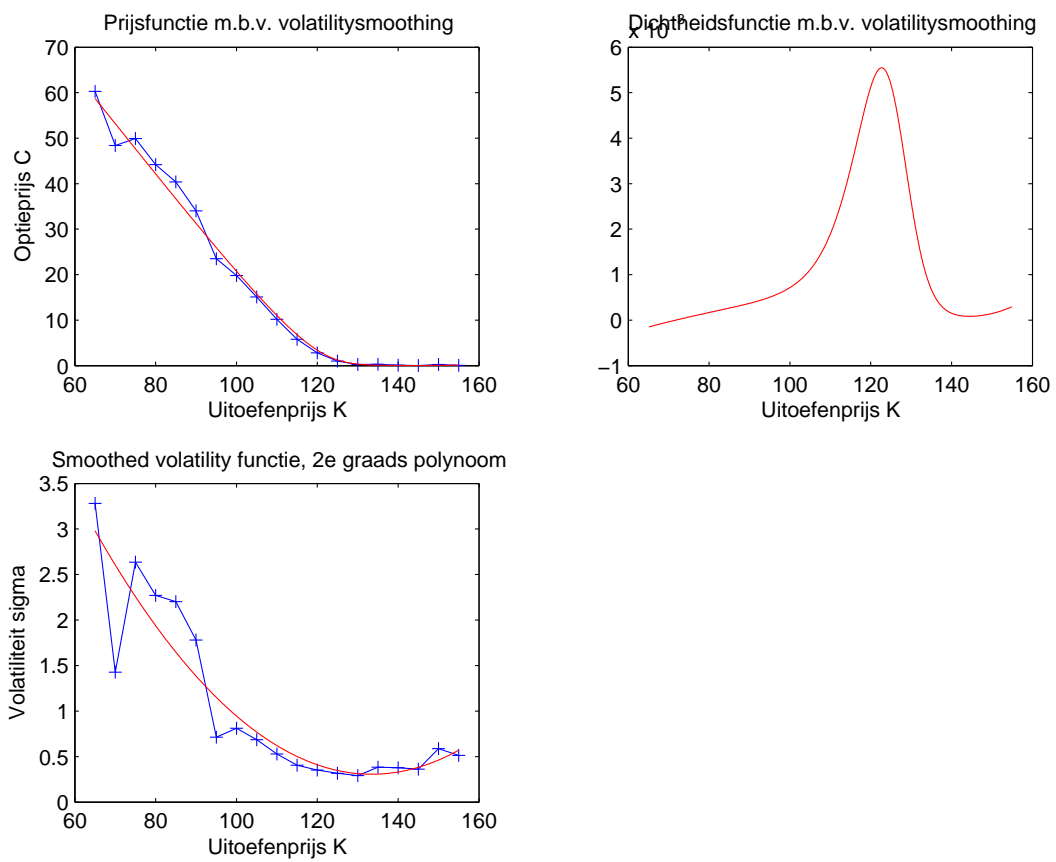 Prijsfunctie m.b.v. volatilitysmoothing
70
60
50
40
30
20
10
0
60 80 100 120 140 160
Optieprijs C
Uitoefenprijs K
Dichtheidsfunctie m.b.v. volatilitysmoothing
x 10
6
5
4
3
2
1
0
−1
60 80 100 120 140 160
Uitoefenprijs K
Smoothed volatility functie, 2e graads polynoom
3.5
3
2.5
2
1.5
1
0.5
0
60 80 100 120 140 160
Volatiliteit sigma
Uitoefenprijs K